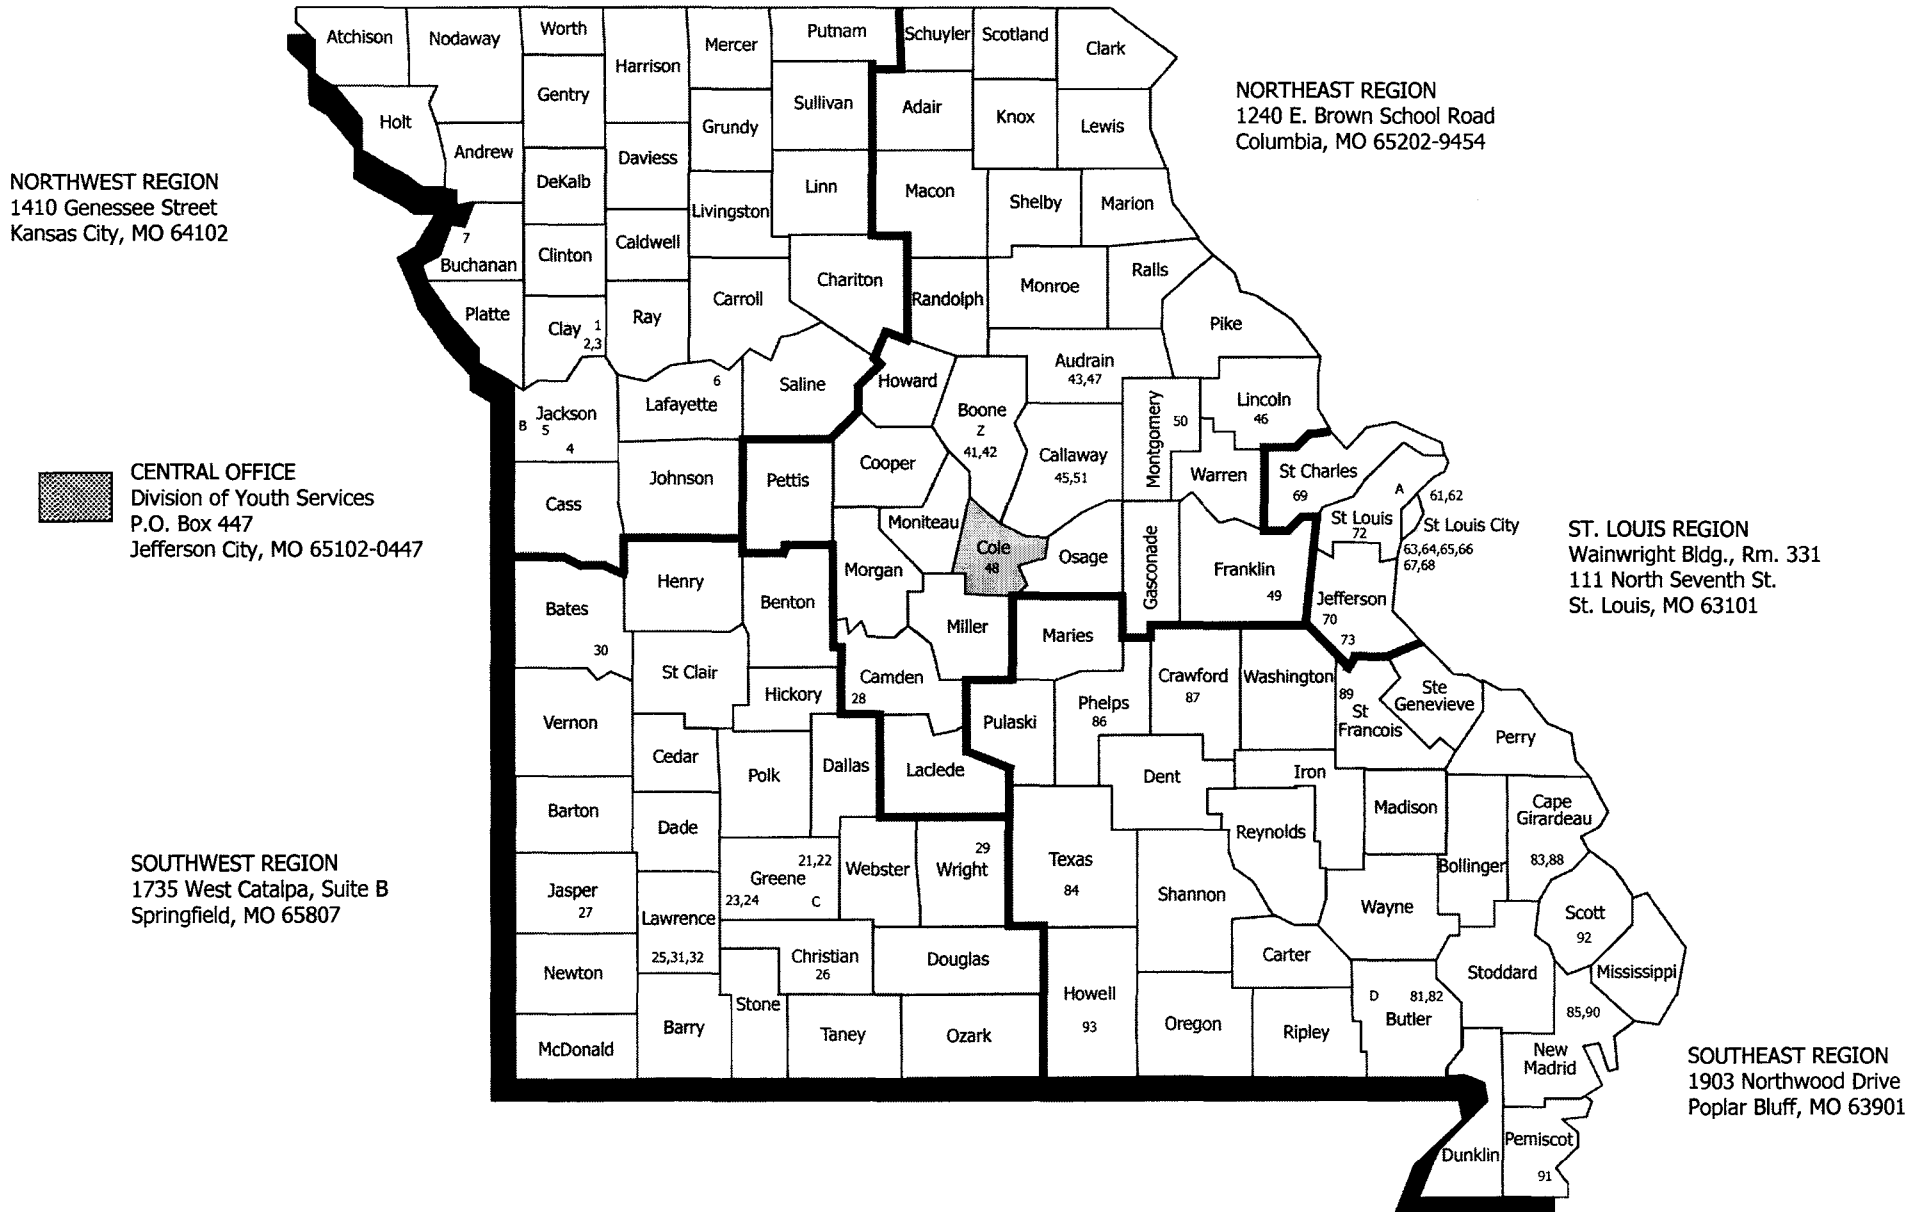 Atchison
Nodaway
Worth
Harrison
Mercer
Putnam
Schuyler
Scotland
Clark
Gentry
Holt
Sullivan
Adair
Knox
Lewis
Grundy
Andrew
Daviess
DeKalb
Linn
Macon
Shelby
Marion
Livingston
7
Buchanan
Clinton
Caldwell
Chariton
Randolph
Monroe
Ralls
Platte
Clay
1
2,3
Ray
Carroll
Pike
NORTHEAST REGION
1240 E. Brown School Road
Columbia, MO 65202-9454
NORTHWEST REGION
1410 Genessee Street
Kansas City, MO 64102
Jackson
B
5
4
6
Lafayette
Saline
Howard
Boone
Z
41,42
Audrain
43,47
Montgomery
50
Lincoln
46
Callaway
45,51
Warren
St Charles
69
A
61,62
St Louis
72
St Louis City
63,64,65,66
67,68
CENTRAL OFFICE
Division of Youth Services
P.O. Box 447
Jefferson City, MO 65102-0447
Cass
Johnson
Pettis
Cooper
Moniteau
Cole
48
Osage
Gasconade
Franklin
49
Jefferson
70
73
ST. LOUIS REGION
Wainwright Bldg., Rm. 331
111 North Seventh St.
St. Louis, MO 63101
Bates
30
Henry
Benton
Morgan
Miller
Maries
St Clair
Hickory
Camden
28
Pulaski
Phelps
86
Crawford
87
Washington
89
St
Francois
Ste
Genevieve
Perry
Vernon
Cedar
Polk
Dallas
Laclede
Dent
Iron
Madison
Cape
Girardeau
83,88
Barton
Dade
Reynolds
Bollinger
SOUTHWEST REGION
1735 West Catalpa, Suite B
Springfield, MO 65807
Jasper
27
Lawrence
25,31,32
21,22
Greene
23,24
C
Webster
29
Wright
Texas
84
Shannon
Wayne
Scott
92
Newton
Christian
26
Douglas
Carter
Stoddard
Mississippi
McDonald
Barry
Stone
Taney
Ozark
Howell
93
Oregon
Ripley
D
81,82
Butler
85,90
New
Madrid
Dunklin
Pemiscot
91
SOUTHEAST REGION
1903 Northwood Drive
Poplar Bluff, MO 63901